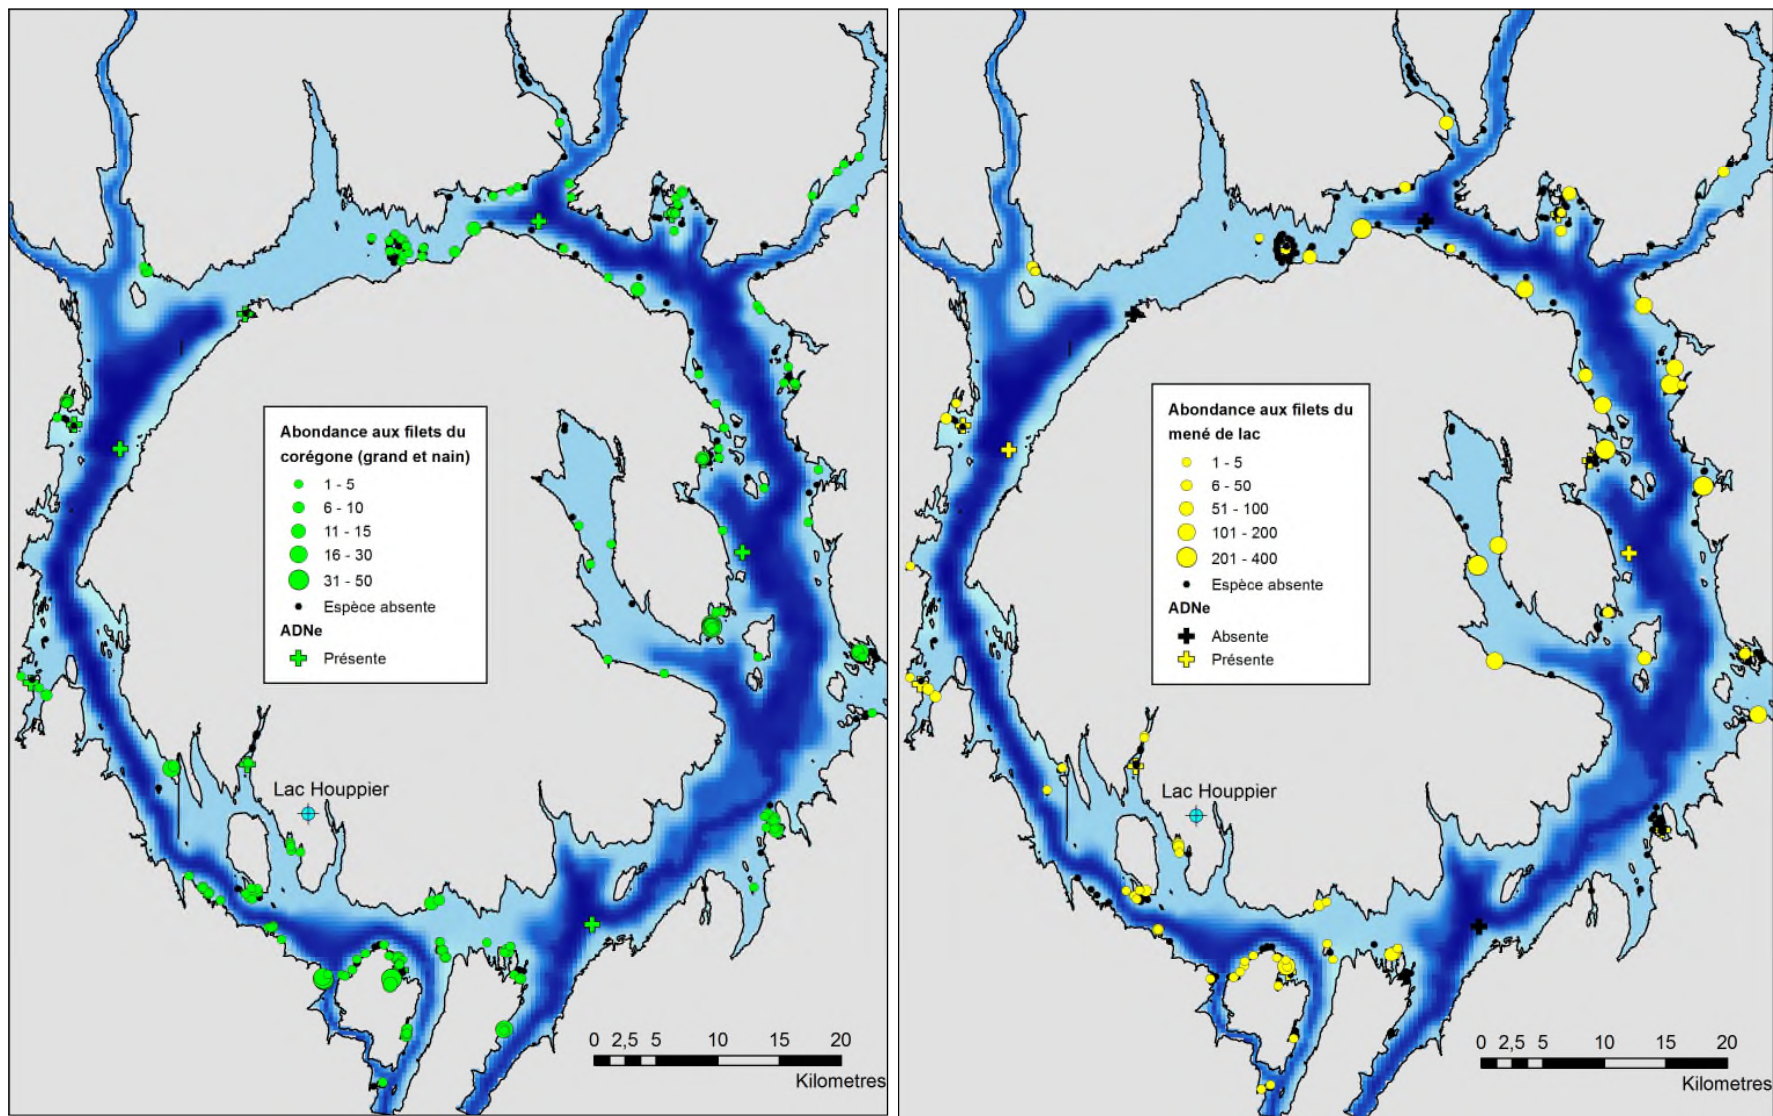 Abondance aux filets du
corégone (grand et nain)
1 - 5
6 - 10
11 - 15
16 - 30
31 - 50
Espèce absente
ADNe
Présente
Lac Houppier
0 2,5 5 10 15 20
Kilometres
Abondance aux filets du
mené de lac
1 - 5
6 - 50
51 - 100
101 - 200
201 - 400
Espèce absente
ADNe
Absente
Présente
Lac Houppier
0 2,5 5 10 15 20
Kilometres